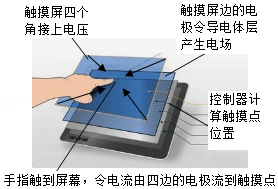 触摸屏四个
角接上电压
触摸屏边的电
极令导电体层
产生电场
控制器计
算触摸点
位置
手指触到屏幕，令电流由四边的电极流到触摸点